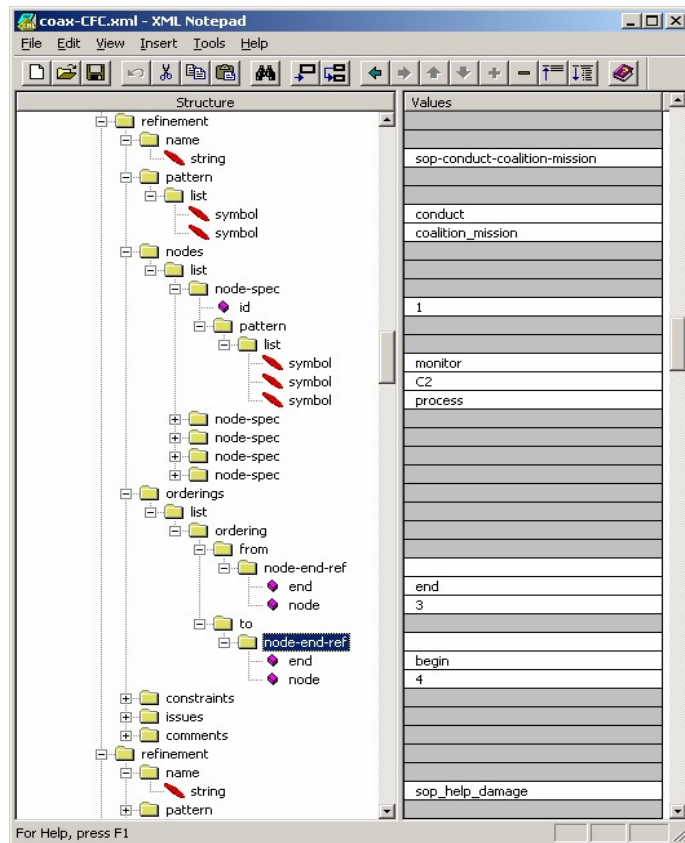 coax-CFC.xml - XML Notepad
File Edit View Insert Tools Help
Structure Values
refinement
name
string sop-conduct-coalition-mission
pattern
list
symbol conduct
symbol coalition_mission
nodes
list
node-spec
id 1
pattern
list
symbol monitor
symbol C2
symbol process
node-spec
node-spec
node-spec
node-spec
orderings
list
ordering
from
node-end-ref
end end
node 3
to
node-end-ref
end begin
node 4
constraints
issues
comments
refinement
name
string sop_help_damage
pattern
For Help, press F1